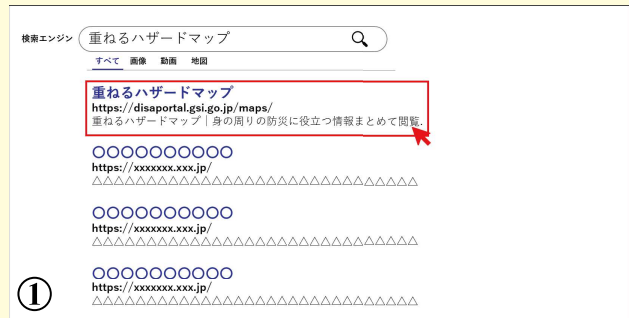 検索エンジン 重ねるハザードマップ
すべて 画像 動画 地図
重ねるハザードマップ
https://disaportal.gsi.go.jp/maps/
重ねるハザードマップ｜身の周りの防災に役立つ情報まとめて閲覧.
〇〇〇〇〇〇〇〇〇〇
https://xxxxxxx.xxx.jp/
△△△△△△△△△△△△△△△△△△△△△△△△△△△△△△
〇〇〇〇〇〇〇〇〇〇
https://xxxxxxx.xxx.jp/
△△△△△△△△△△△△△△△△△△△△△△△△△△△△△△
〇〇〇〇〇〇〇〇〇〇
https://xxxxxxx.xxx.jp/
△△△△△△△△△△△△△△△△△△△△△△△△△△△△△△
①